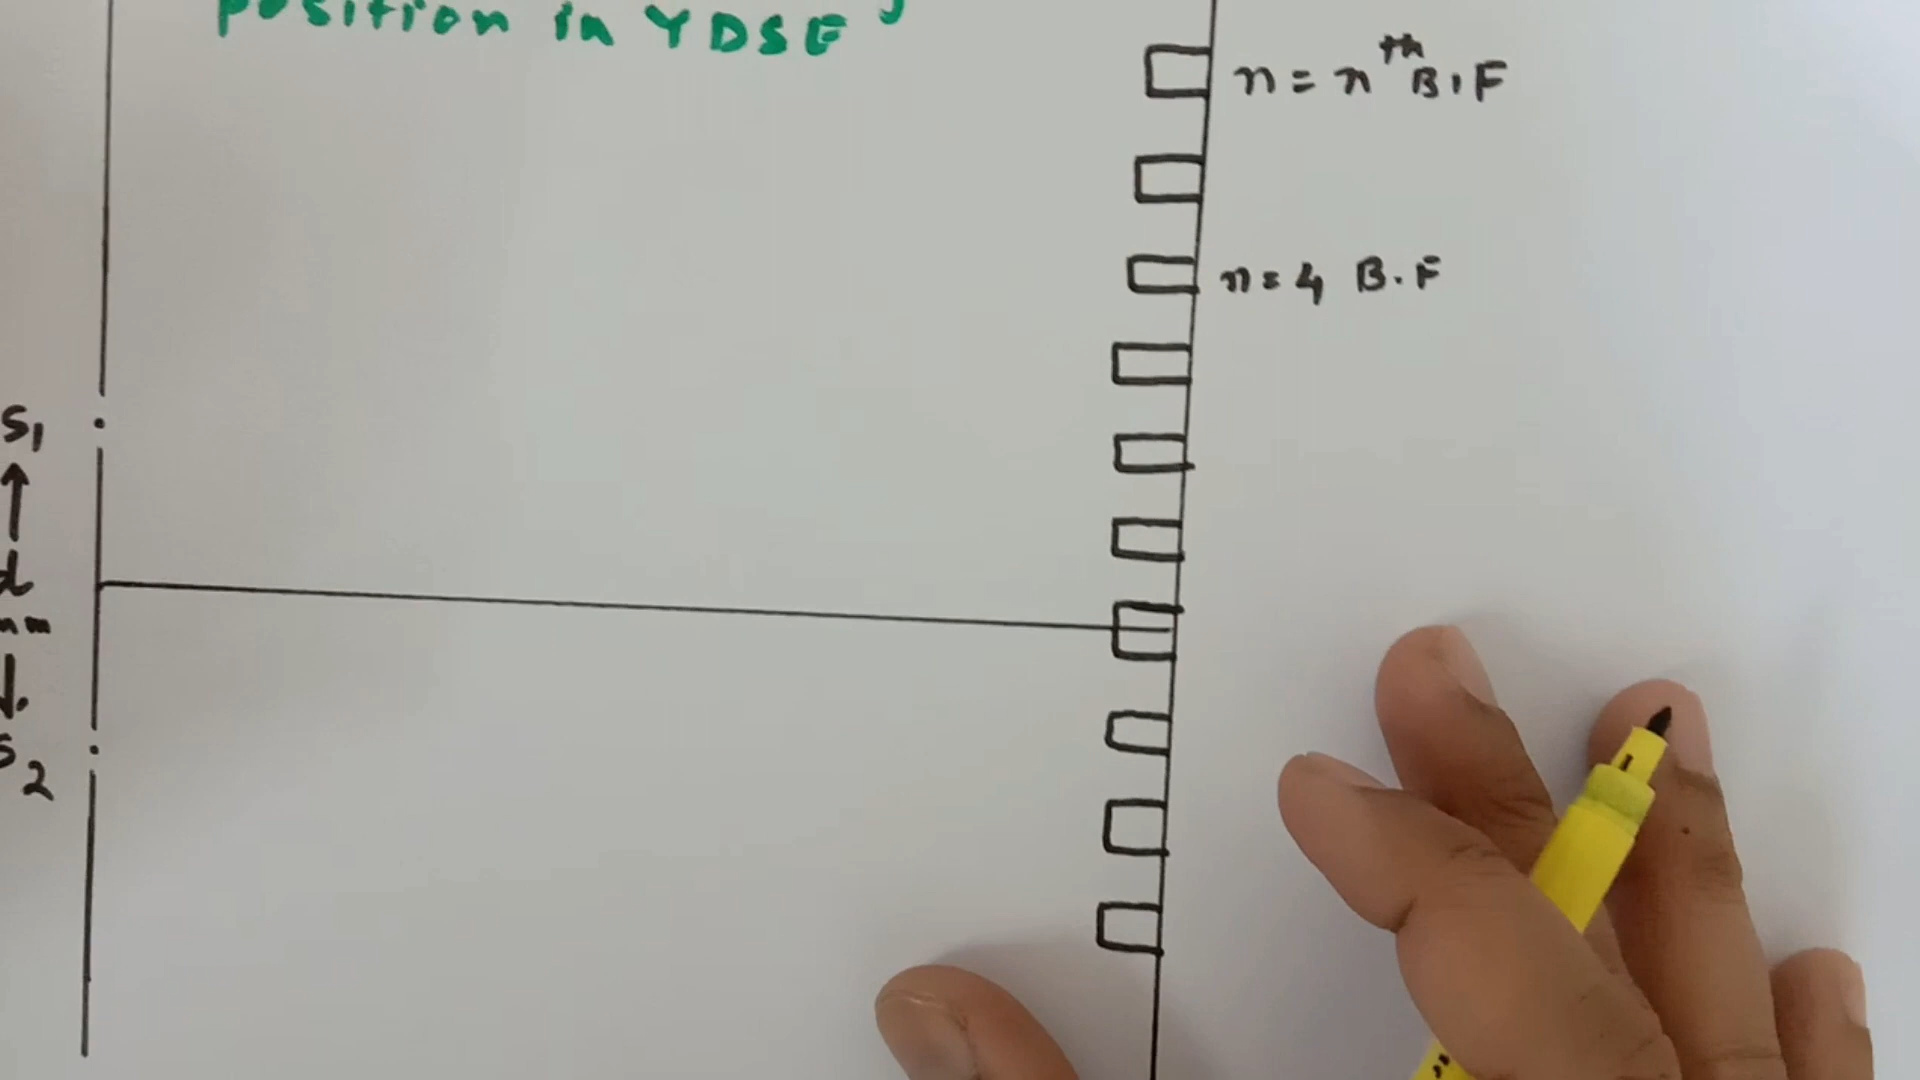 position in YDSE
n = nth B.F
n = 4 B.F
S1
d
S2